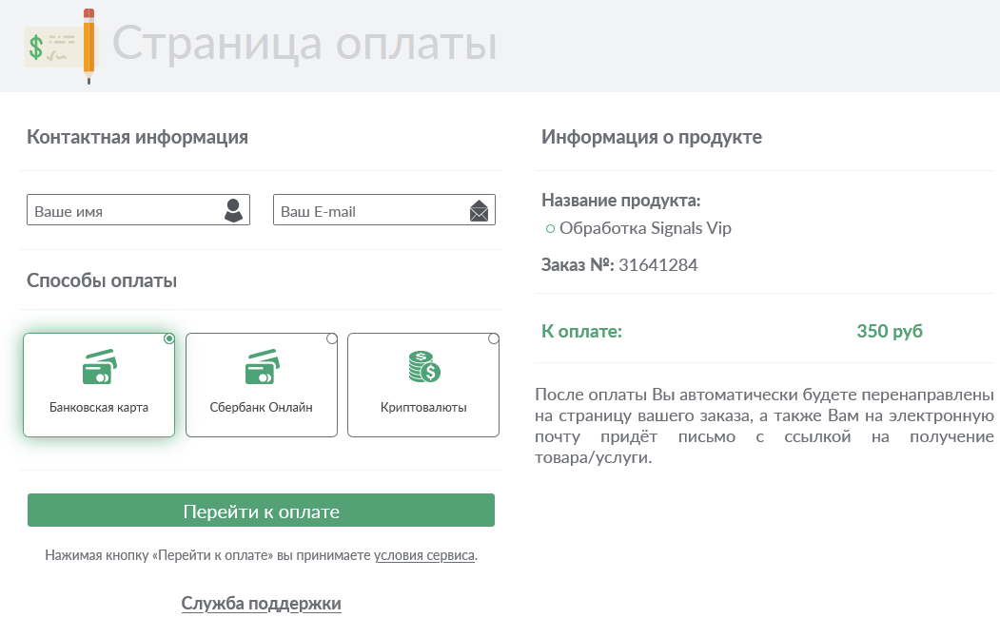 Страница оплаты
Контактная информация
Ваше имя
Ваш E-mail
Способы оплаты
Банковская карта
Сбербанк Онлайн
Криптовалюты
Перейти к оплате
Нажимая кнопку «Перейти к оплате» вы принимаете условия сервиса.
Служба поддержки
Информация о продукте
Название продукта:
Обработка Signals Vip
Заказ №: 31641284
К оплате: 350 руб
После оплаты Вы автоматически будете перенаправлены
на страницу вашего заказа, а также Вам на электронную
почту придёт письмо с ссылкой на получение
товара/услуги.